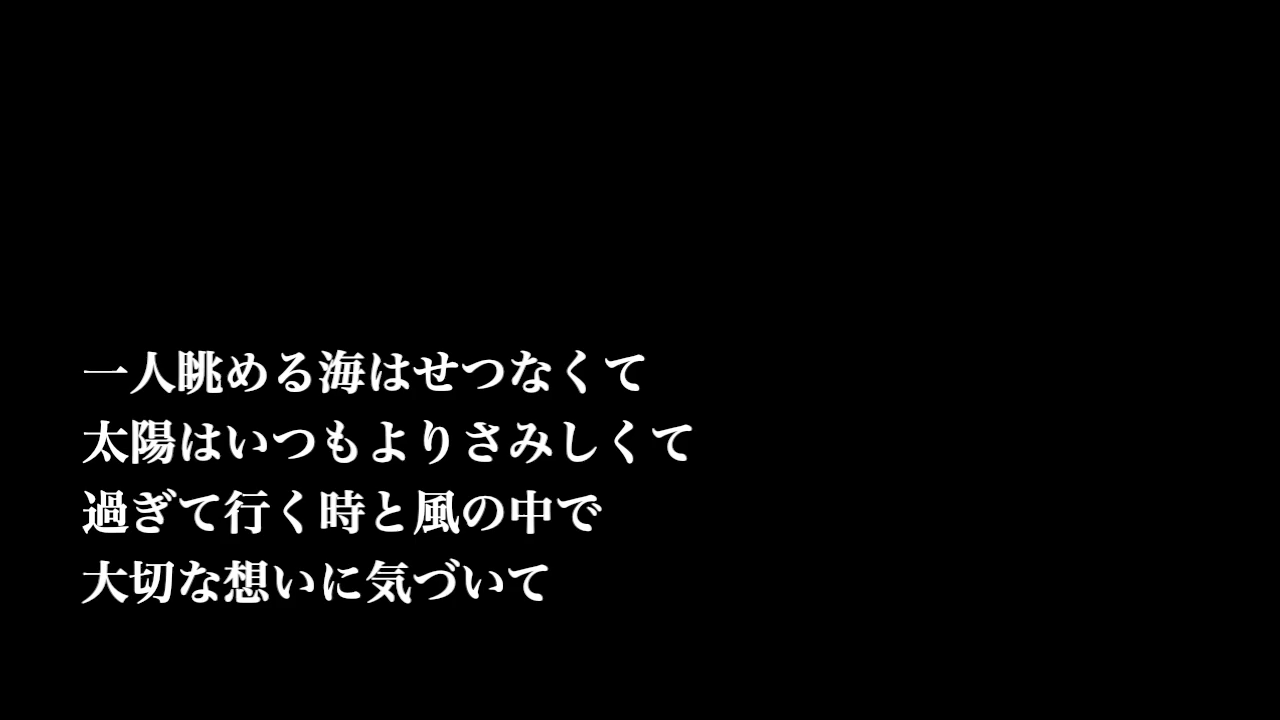 一人眺める海はせつなくて
太陽はいつもよりさみしくて
過ぎて行く時と風の中で
大切な想いに気づいて